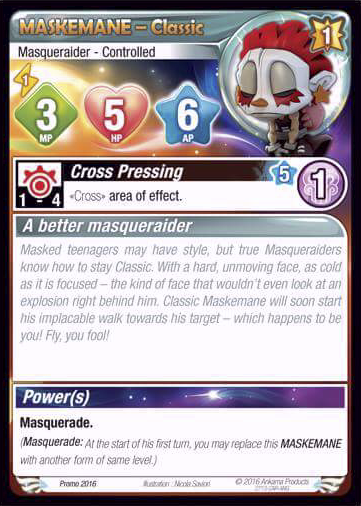 MASKEMANE – Classic
1
Masqueraider - Controlled
1
3
MP
5
HP
6
AP
Cross Pressing
5
1
1 - 4
«Cross» area of effect.
A better masqueraider
Masked teenagers may have style, but true Masqueraiders
know how to stay Classic. With a hard, unmoving face, as cold
as it is focused – the kind of face that wouldn't even look at an
explosion right behind him. Classic Maskemane will soon start
his implacable walk towards his target – which happens to be
you! Fly, you fool!
Power(s)
Masquerade.
(Masquerade: At the start of his first turn, you may replace this MASKEMANE
with another form of same level.)
Promo 2016
Illustration : Nicola Saviori
© 2016 Ankama Products